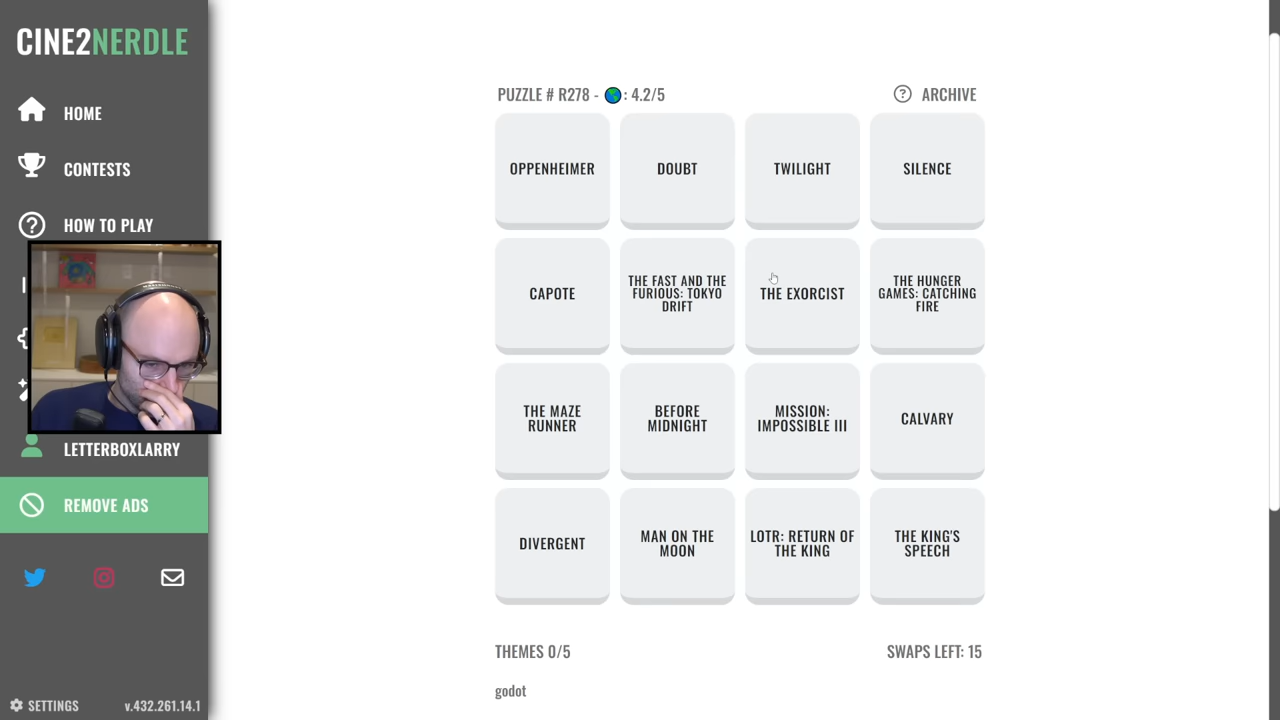 CINE2NERDLE
HOME
CONTESTS
HOW TO PLAY
LETTERBOXLARRY
REMOVE ADS
SETTINGS
v.432.261.14.1
PUZZLE # R278 - 🌎: 4.2/5
ARCHIVE
OPPENHEIMER
DOUBT
TWILIGHT
SILENCE
CAPOTE
THE FAST AND THE
FURIOUS: TOKYO
DRIFT
THE EXORCIST
THE HUNGER
GAMES: CATCHING
FIRE
THE MAZE
RUNNER
BEFORE
MIDNIGHT
MISSION:
IMPOSSIBLE III
CALVARY
DIVERGENT
MAN ON THE
MOON
LOTR: RETURN OF
THE KING
THE KING'S
SPEECH
THEMES 0/5
SWAPS LEFT: 15
godot